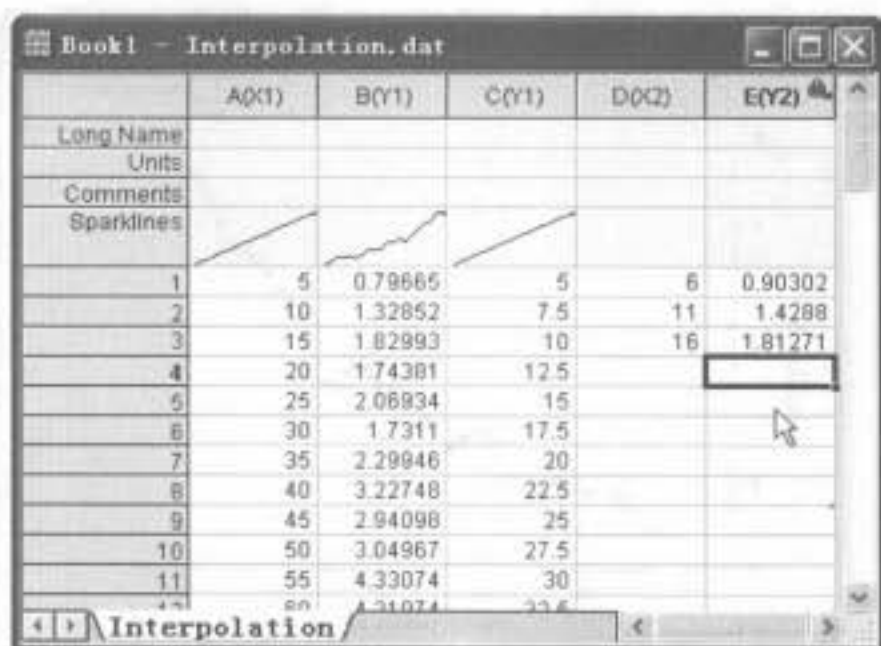 Book1 - Interpolation.dat
A(X1) B(Y1) C(Y1) D(X2) E(Y2)
Long Name
Units
Comments
Sparklines
1 5 0.79665 5 6 0.90302
2 10 1.32852 7.5 11 1.4288
3 15 1.82993 10 16 1.81271
4 20 1.74381 12.5
5 25 2.06934 15
6 30 1.7311 17.5
7 35 2.29946 20
8 40 3.22748 22.5
9 45 2.94098 25
10 50 3.04967 27.5
11 55 4.33074 30
Interpolation